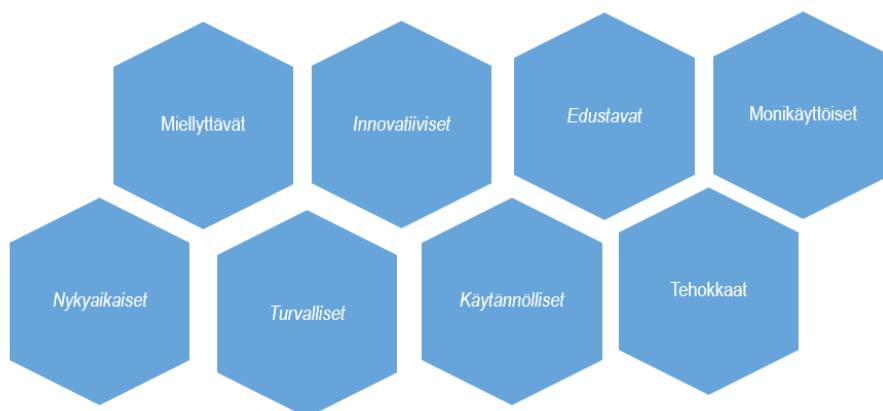 Miellyttävät
Innovatiiviset
Edustavat
Monikäyttöiset
Nykyaikaiset
Turvalliset
Käytännölliset
Tehokkaat